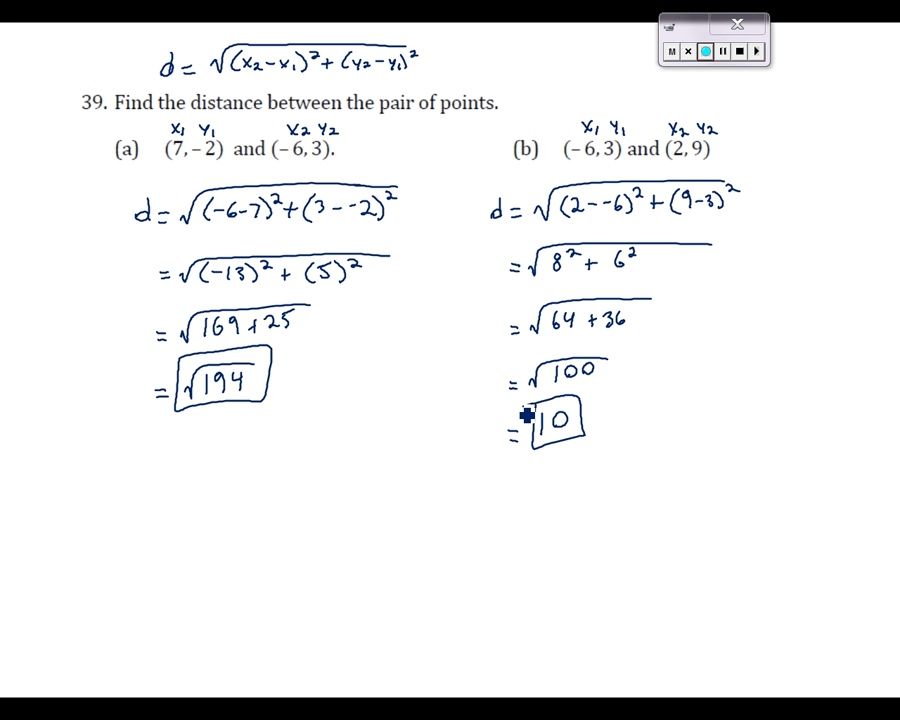 d = √(x₂-x₁)² + (y₂-y₁)²
39. Find the distance between the pair of points.
x₁ y₁ x₂ y₂
(a) (7, – 2) and (– 6, 3).
d = √(-6-7)² + (3--2)²
= √(-13)² + (5)²
= √169+25
= √194
x₁ y₁ x₂ y₂
(b) (– 6, 3) and (2, 9)
d = √(2--6)² + (9-3)²
= √8² + 6²
= √64 + 36
= √100
= 10
M